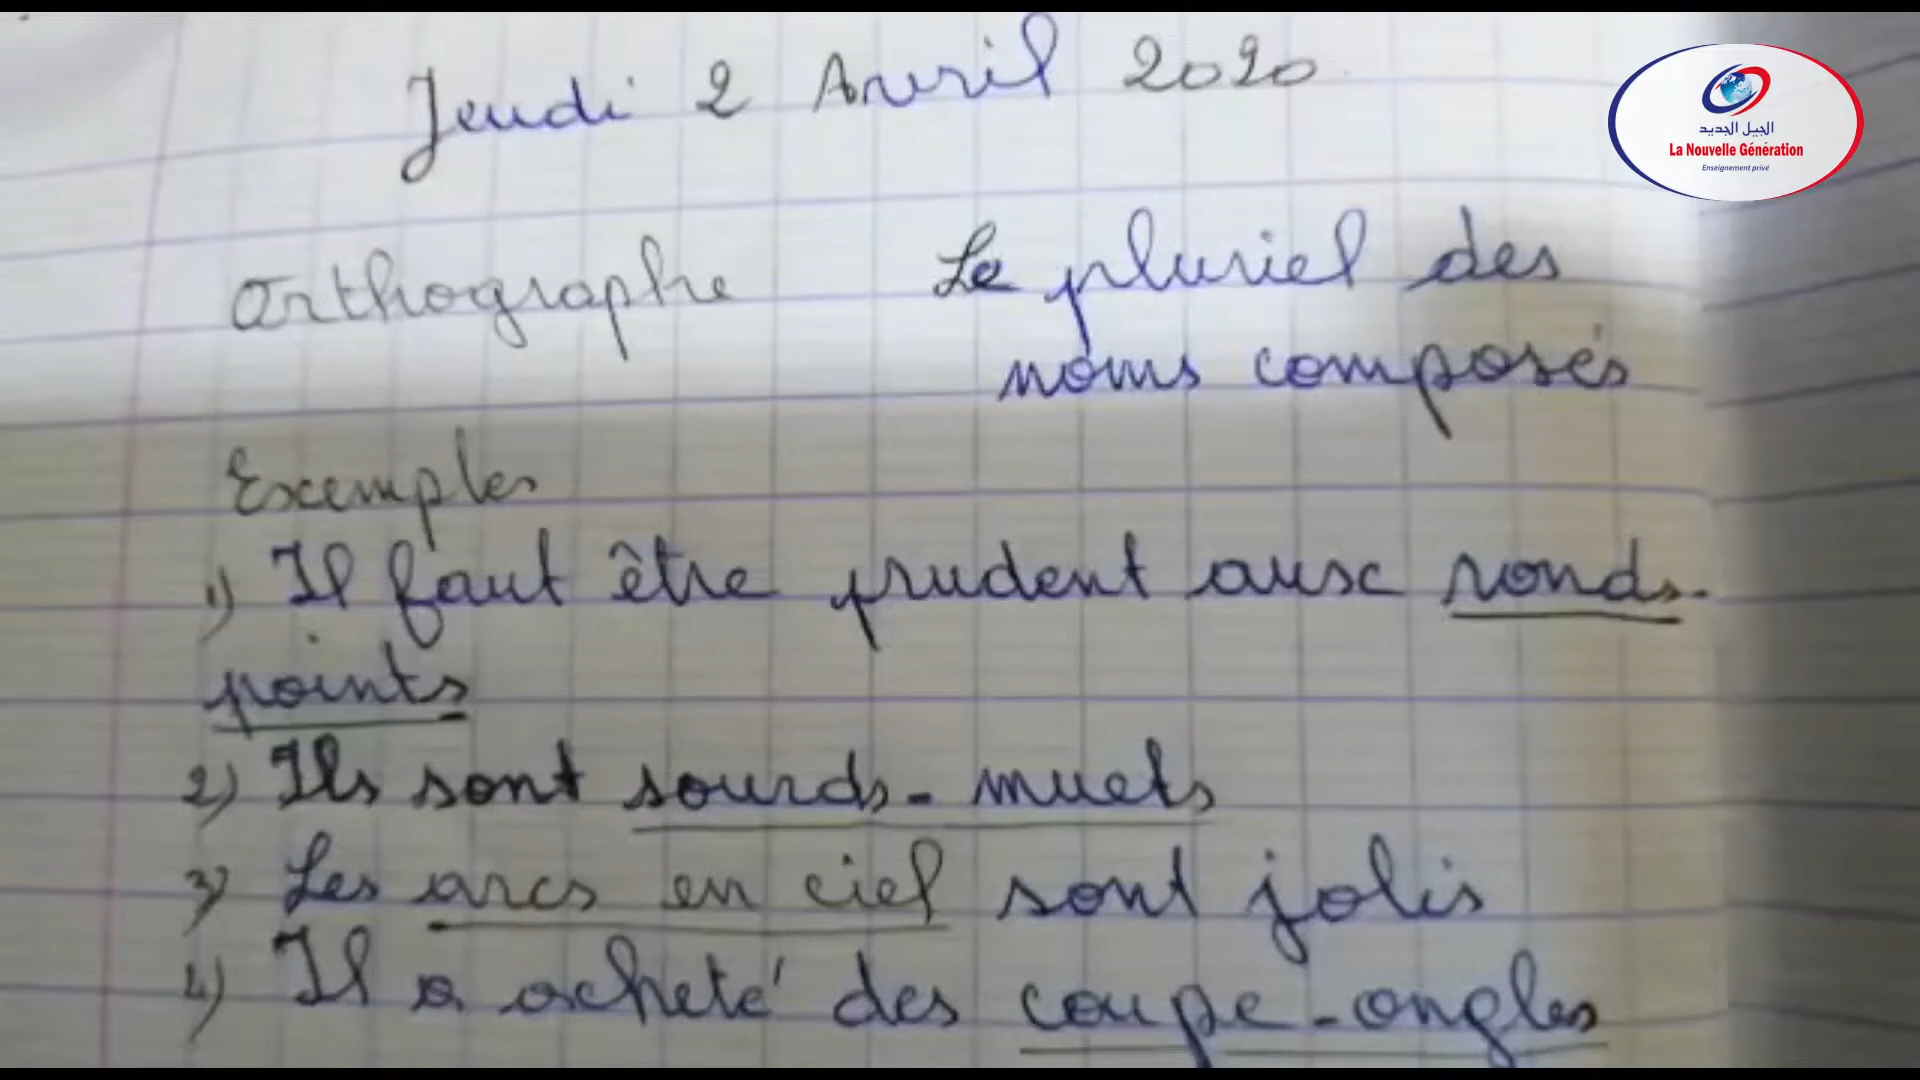 Jeudi 2 Avril 2020
الجيل الجديد
La Nouvelle Génération
Enseignement privé
Orthographe Le pluriel des
noms composés
Exemples
1) Il faut être prudent aux ronds-
points
2) Ils sont sourds-muets
3) Les arcs en ciel sont jolis
4) Il a acheté des coupe-ongles